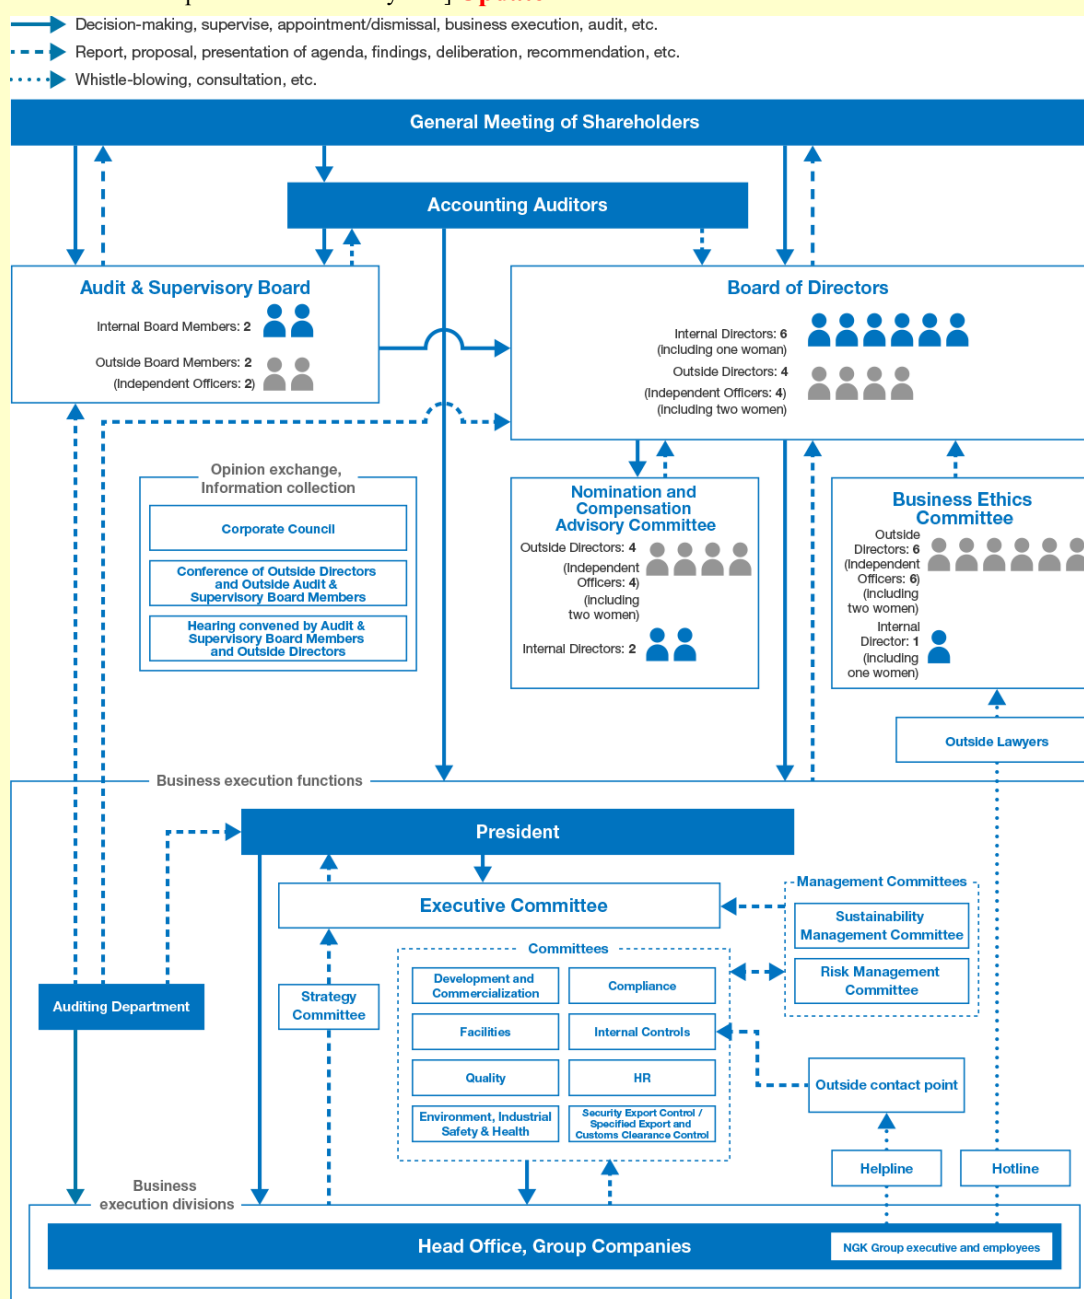 Update
Decision-making, supervise, appointment/dismissal, business execution, audit, etc.
Report, proposal, presentation of agenda, findings, deliberation, recommendation, etc.
Whistle-blowing, consultation, etc.
General Meeting of Shareholders
Accounting Auditors
Audit & Supervisory Board
Internal Board Members: 2
Outside Board Members: 2
(Independent Officers: 2)
Board of Directors
Internal Directors: 6
(including one woman)
Outside Directors: 4
(Independent Officers: 4)
(including two women)
Opinion exchange,
Information collection
Corporate Council
Conference of Outside Directors
and Outside Audit &
Supervisory Board Members
Hearing convened by Audit &
Supervisory Board Members
and Outside Directors
Nomination and
Compensation
Advisory Committee
Outside Directors: 4
(Independent
Officers: 4)
(including
two women)
Internal Directors: 2
Business Ethics
Committee
Outside
Directors: 6
(Independent
Officers: 6)
(including
two women)
Internal
Director: 1
(including
one women)
Outside Lawyers
Business execution functions
President
Executive Committee
Management Committees
Sustainability
Management Committee
Risk Management
Committee
Committees
Development and
Commercialization
Compliance
Facilities
Internal Controls
Quality
HR
Environment, Industrial
Safety & Health
Security Export Control /
Specified Export and
Customs Clearance Control
Auditing Department
Strategy
Committee
Outside contact point
Helpline
Hotline
Business
execution divisions
Head Office, Group Companies
NGK Group executive and employees